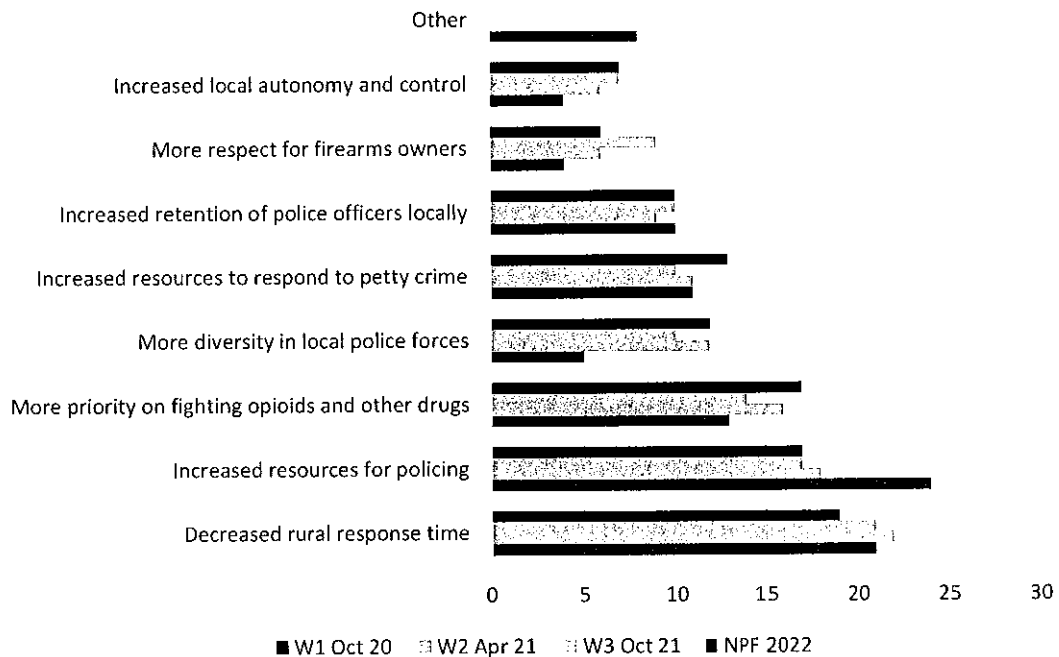 Other
Increased local autonomy and control
More respect for firearms owners
Increased retention of police officers locally
Increased resources to respond to petty crime
More diversity in local police forces
More priority on fighting opioids and other drugs
Increased resources for policing
Decreased rural response time
0 5 10 15 20 25 30
W1 Oct 20 W2 Apr 21 W3 Oct 21 NPF 2022